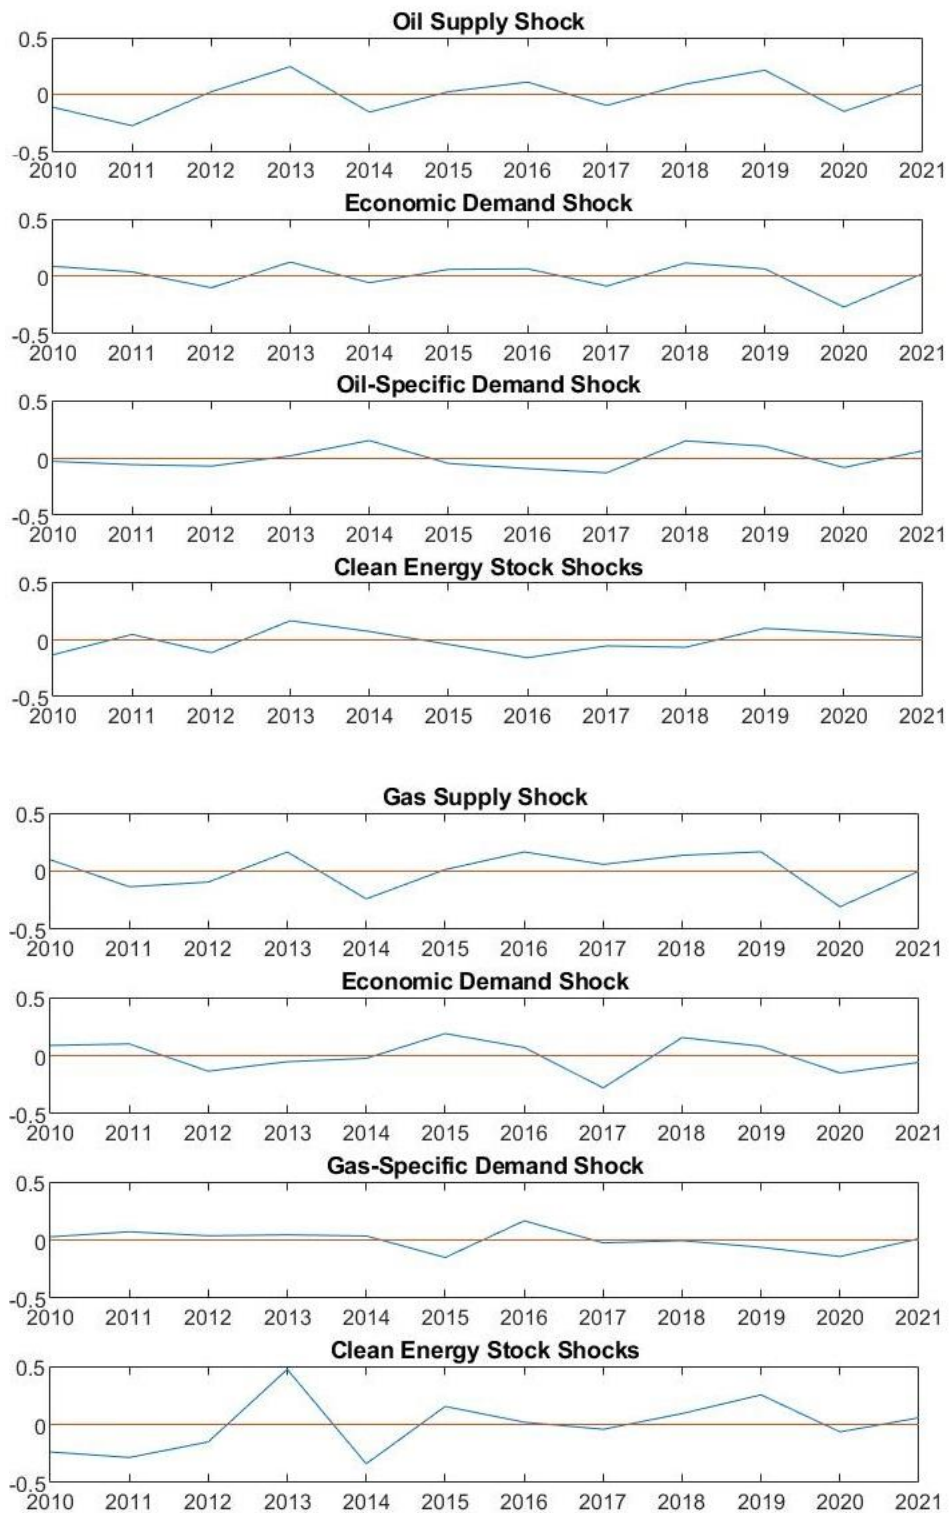 Oil Supply Shock
0.5
0
-0.5
2010 2011 2012 2013 2014 2015 2016 2017 2018 2019 2020 2021
Economic Demand Shock
0.5
0
-0.5
2010 2011 2012 2013 2014 2015 2016 2017 2018 2019 2020 2021
Oil-Specific Demand Shock
0.5
0
-0.5
2010 2011 2012 2013 2014 2015 2016 2017 2018 2019 2020 2021
Clean Energy Stock Shocks
0.5
0
-0.5
2010 2011 2012 2013 2014 2015 2016 2017 2018 2019 2020 2021
Gas Supply Shock
0.5
0
-0.5
2010 2011 2012 2013 2014 2015 2016 2017 2018 2019 2020 2021
Economic Demand Shock
0.5
0
-0.5
2010 2011 2012 2013 2014 2015 2016 2017 2018 2019 2020 2021
Gas-Specific Demand Shock
0.5
0
-0.5
2010 2011 2012 2013 2014 2015 2016 2017 2018 2019 2020 2021
Clean Energy Stock Shocks
0.5
0
-0.5
2010 2011 2012 2013 2014 2015 2016 2017 2018 2019 2020 2021